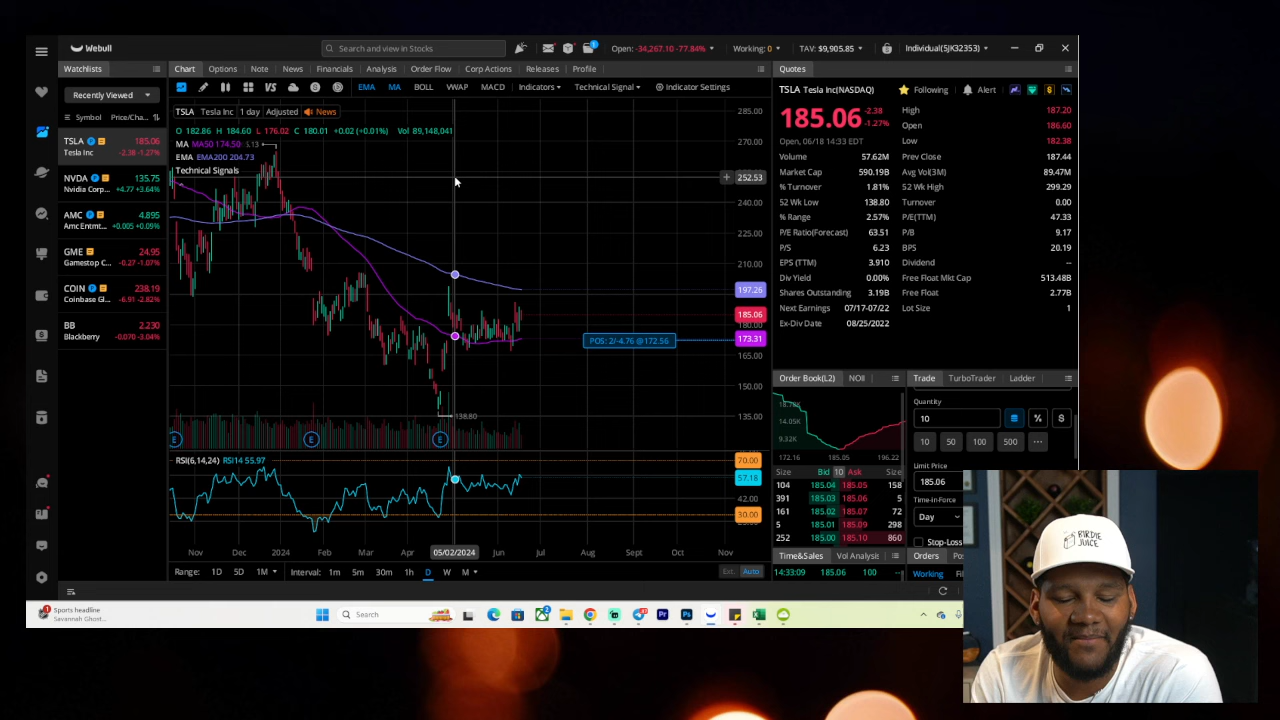 Webull
Search and view in Stocks
Open: -34,267.10 -77.84%
Working: 0
TAV: $9,905.85
Individual(5JK32353)
Watchlists
Recently Viewed
Symbol Price/Cha...
TSLA 185.06
Tesla Inc -2.38 -1.27%
NVDA 135.75
Nvidia Corp... +4.77 +3.64%
AMC 4.895
Amc Entmt... +0.005 +0.09%
GME 24.95
Gamestop C... -0.27 -1.07%
COIN 238.19
Coinbase Gl... -6.91 -2.82%
BB 2.230
Blackberry -0.070 -3.04%
Chart Options Note News Financials Analysis Order Flow Corp Actions Releases Profile
VS EMA MA BOLL VWAP MACD Indicators Technical Signal Indicator Settings
TSLA Tesla Inc 1 day Adjusted News
O 182.86 H 184.60 L 176.02 C 180.01 +0.02 (+0.01%) Vol 89,148,041
MA MA50 174.50
EMA EMA200 204.73
Technical Signals
285.00
270.00
252.53
240.00
225.00
210.00
197.26
185.06
180.00
173.31
165.00
150.00
135.00
POS: 2/-4.76 @172.56
138.80
E E E
RSI(6,14,24) RSI14 55.97
70.00
57.18
42.00
30.00
Nov Dec 2024 Feb Mar Apr 05/02/2024 Jun Jul Aug Sept Oct Nov
Range: 1D 5D 1M Interval: 1m 5m 30m 1h D W M Ext. Auto
Quotes
TSLA Tesla Inc(NASDAQ) Following Alert
185.06 -2.38
-1.27%
Open, 06/18 14:33 EDT
High 187.20
Open 186.60
Low 182.38
Volume 57.62M Prev Close 187.44
Market Cap 590.19B Avg Vol(3M) 89.47M
% Turnover 1.81% 52 Wk High 299.29
52 Wk Low 138.80 Turnover 0.00
% Range 2.57% P/E(TTM) 47.33
P/E Ratio(Forecast) 63.51 P/B 9.17
P/S 6.23 BPS 20.19
EPS (TTM) 3.910 Dividend --
Div Yield 0.00% Free Float Mkt Cap 513.48B
Shares Outstanding 3.19B Free Float 2.77B
Next Earnings 07/17-07/22 Lot Size 1
Ex-Div Date 08/25/2022
Order Book(L2) NOII
14.05K
9.32K
172.16 185.05 196.22
Size Bid 10 Ask Size
104 185.04 185.05 158
391 185.03 185.06 5
161 185.02 185.07 72
5 185.01 185.09 298
252 185.00 185.10 860
Time&Sales Vol Analysis
14:33:09 185.06 100
Trade TurboTrader Ladder
Quantity
10 % $
10 50 100 500 ...
Limit Price
185.06
Time-in-Force
Day
Stop-Loss
Orders
Working
Sports headline
Savannah Ghort...
Search
BIRDIE
JUICE